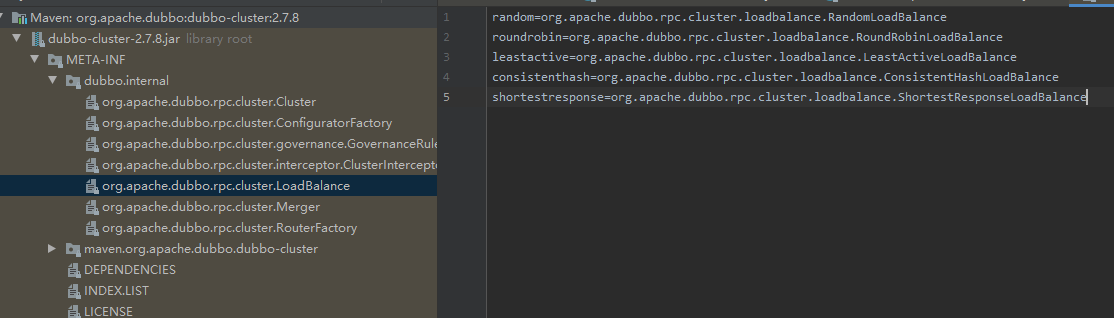 Maven: org.apache.dubbo:dubbo-cluster:2.7.8
dubbo-cluster-2.7.8.jar library root
META-INF
dubbo.internal
org.apache.dubbo.rpc.cluster.Cluster
org.apache.dubbo.rpc.cluster.ConfiguratorFactory
org.apache.dubbo.rpc.cluster.governance.GovernanceRule
org.apache.dubbo.rpc.cluster.interceptor.ClusterIntercepto
org.apache.dubbo.rpc.cluster.LoadBalance
org.apache.dubbo.rpc.cluster.Merger
org.apache.dubbo.rpc.cluster.RouterFactory
maven.org.apache.dubbo.dubbo-cluster
DEPENDENCIES
INDEX.LIST
LICENSE
1 random=org.apache.dubbo.rpc.cluster.loadbalance.RandomLoadBalance
2 roundrobin=org.apache.dubbo.rpc.cluster.loadbalance.RoundRobinLoadBalance
3 leastactive=org.apache.dubbo.rpc.cluster.loadbalance.LeastActiveLoadBalance
4 consistenthash=org.apache.dubbo.rpc.cluster.loadbalance.ConsistentHashLoadBalance
5 shortestresponse=org.apache.dubbo.rpc.cluster.loadbalance.ShortestResponseLoadBalance